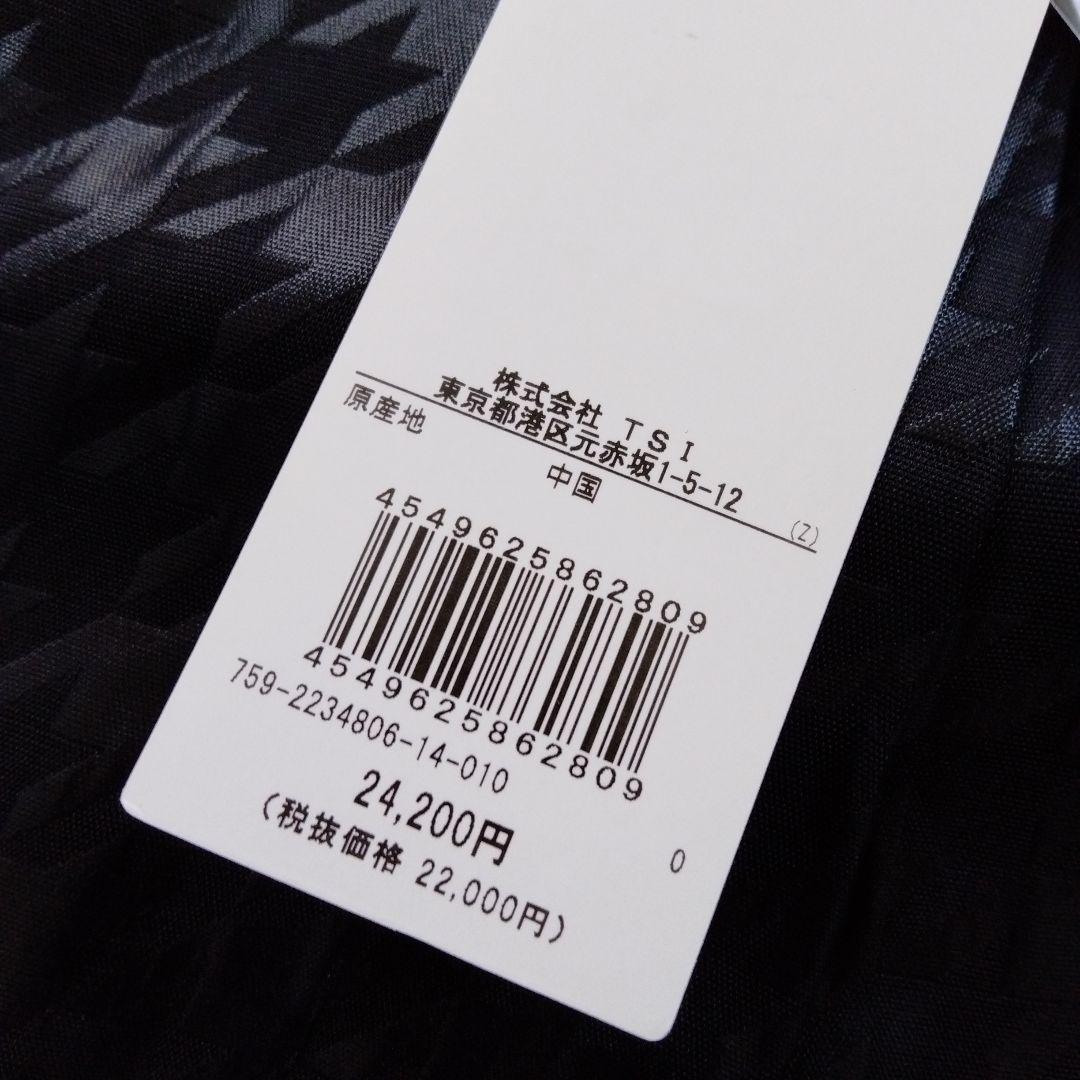 株式会社 TSI
東京都港区元赤坂1-5-12
(Z)
原産地
中国
4549625862809
4549625862809
759-2234806-14-010
24,200円
0
(税抜価格 22,000円)